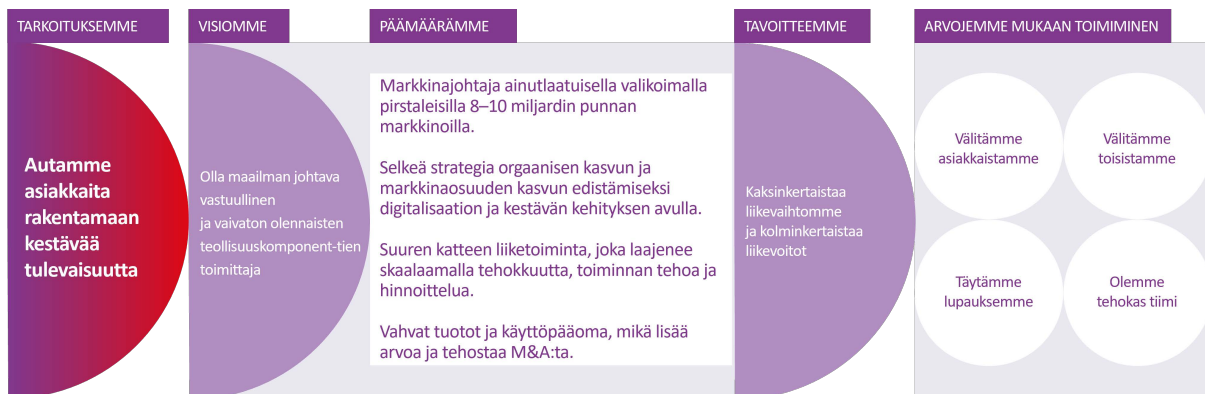 TARKOITUKSEMME
Autamme
asiakkaita
rakentamaan
kestävää
tulevaisuutta
VISIOMME
Olla maailman johtava
vastuullinen
ja vaivaton olennaisten
teollisuuskomponent-tien
toimittaja
PÄÄMÄÄRÄMME
Markkinajohtaja ainutlaatuisella valikoimalla
pirstaleisilla 8–10 miljardin punnan
markkinoilla.
Selkeä strategia orgaanisen kasvun ja
markkinaosuuden kasvun edistämiseksi
digitalisaation ja kestävän kehityksen avulla.
Suuren katteen liiketoiminta, joka laajenee
skaalaamalla tehokkuutta, toiminnan tehoa ja
hinnoittelua.
Vahvat tuotot ja käyttöpääoma, mikä lisää
arvoa ja tehostaa M&A:ta.
TAVOITTEEMME
Kaksinkertaistaa
liikevaihtomme
ja kolminkertaistaa
liikevoitot
ARVOJEMME MUKAAN TOIMIMINEN
Välitämme
asiakkaistamme
Välitämme
toisistamme
Täytämme
lupauksemme
Olemme
tehokas tiimi